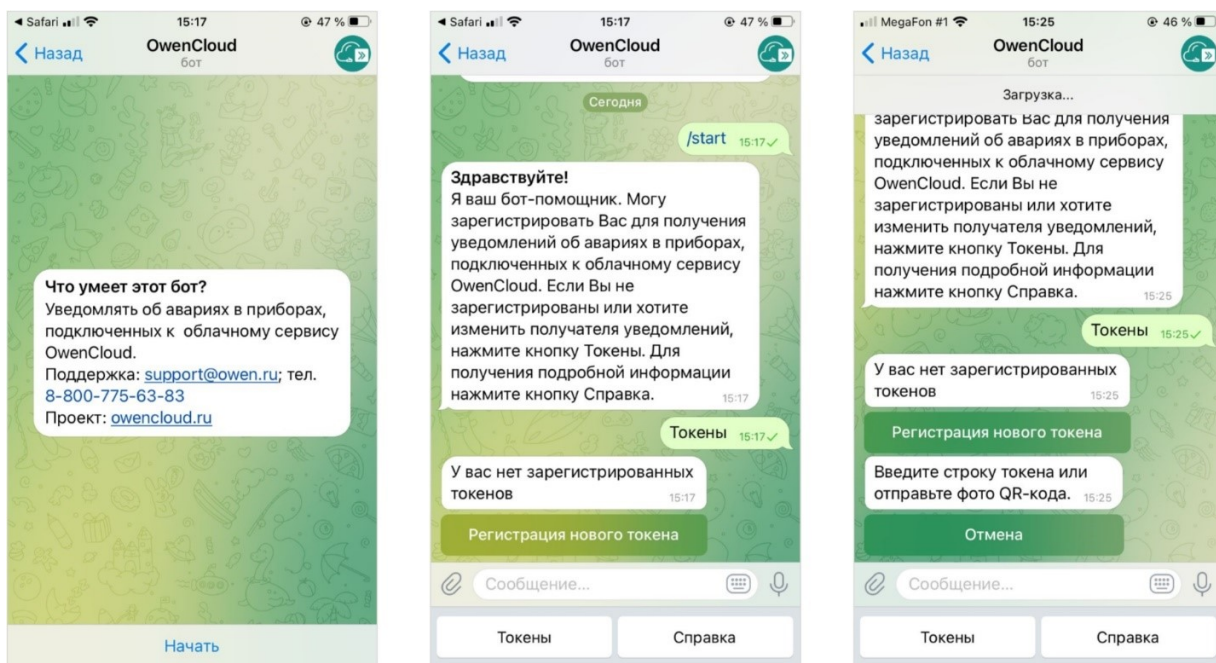 Safari
15:17
47 %
Назад
OwenCloud
бот
Что умеет этот бот?
Уведомлять об авариях в приборах,
подключенных к облачному сервису
OwenCloud.
Поддержка: support@owen.ru; тел.
8-800-775-63-83
Проект: owencloud.ru
Начать
Safari
15:17
47 %
Назад
OwenCloud
бот
Сегодня
/start 15:17
Здравствуйте!
Я ваш бот-помощник. Могу
зарегистрировать Вас для получения
уведомлений об авариях в приборах,
подключенных к облачному сервису
OwenCloud. Если Вы не
зарегистрированы или хотите
изменить получателя уведомлений,
нажмите кнопку Токены. Для
получения подробной информации
нажмите кнопку Справка. 15:17
Токены 15:17
У вас нет зарегистрированных
токенов 15:17
Регистрация нового токена
Сообщение...
Токены
Справка
MegaFon #1
15:25
46 %
Назад
OwenCloud
бот
Загрузка...
зарегистрировать Вас для получения
уведомлений об авариях в приборах,
подключенных к облачному сервису
OwenCloud. Если Вы не
зарегистрированы или хотите
изменить получателя уведомлений,
нажмите кнопку Токены. Для
получения подробной информации
нажмите кнопку Справка. 15:25
Токены 15:25
У вас нет зарегистрированных
токенов 15:25
Регистрация нового токена
Введите строку токена или
отправьте фото QR-кода. 15:25
Отмена
Сообщение...
Токены
Справка